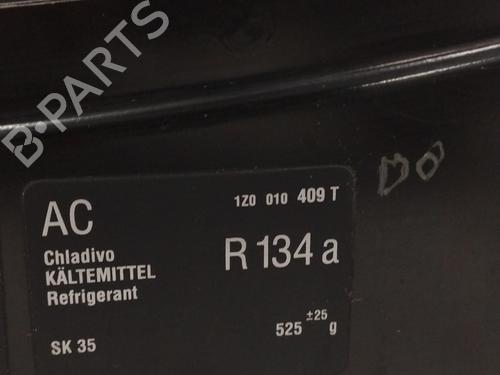 B-PARTS
AC
1Z0 010 409 T
Chladivo
KÄLTEMITTEL
Refrigerant
R 134 a
SK 35
525 ±25 g